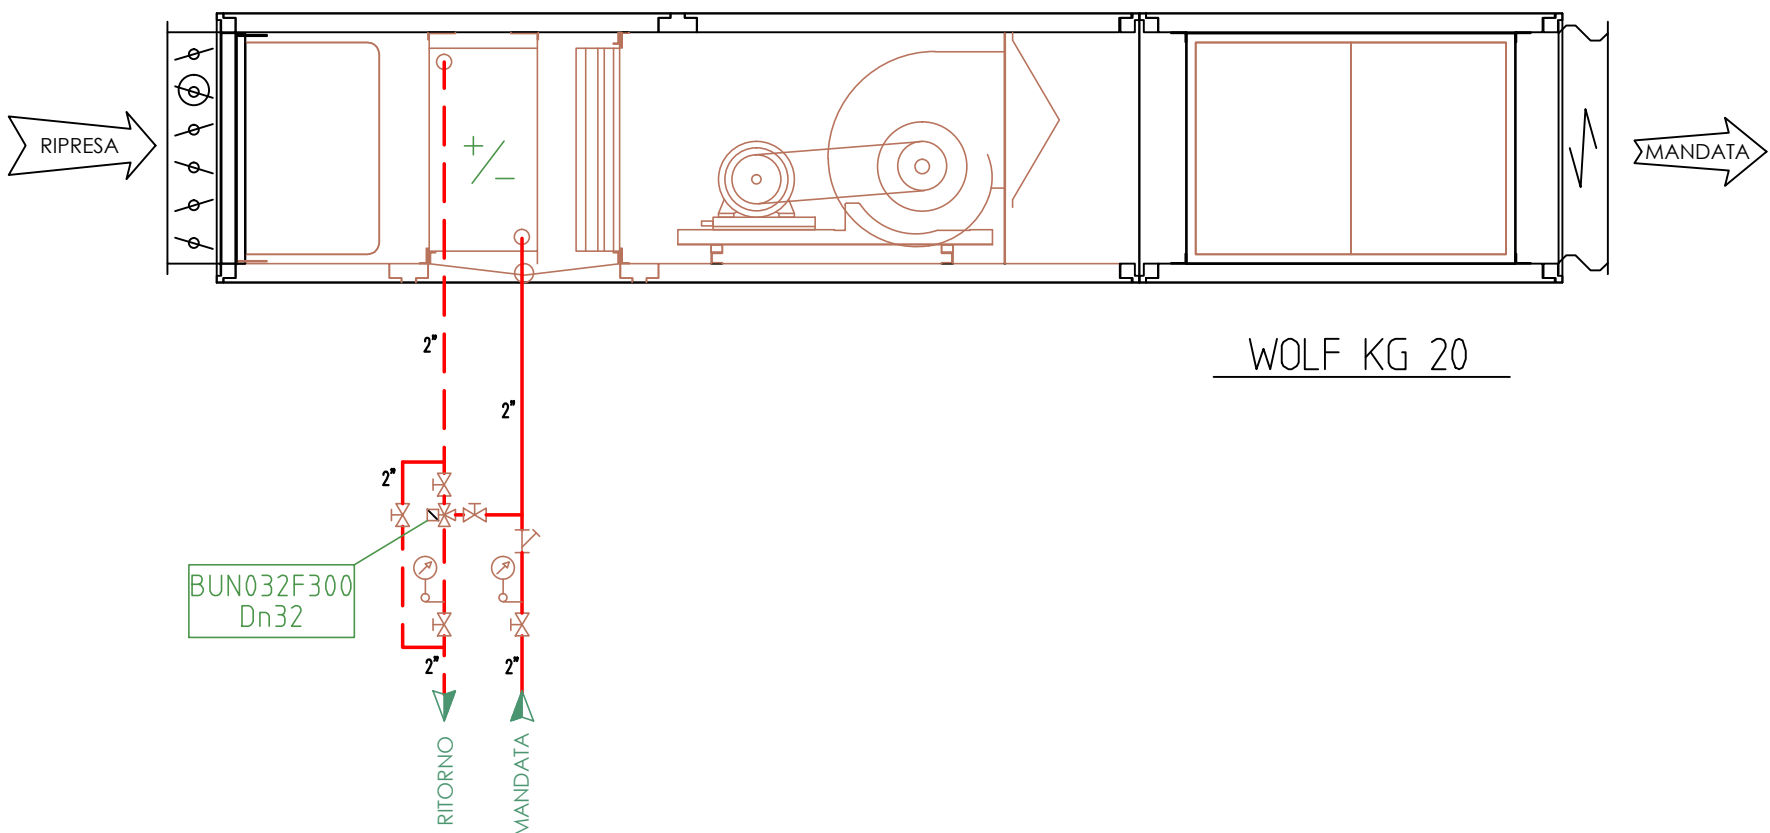 RIPRESA
+/-
MANDATA
WOLF KG 20
2"
2"
2"
BUN032F300
Dn32
2"
2"
RITORNO
MANDATA